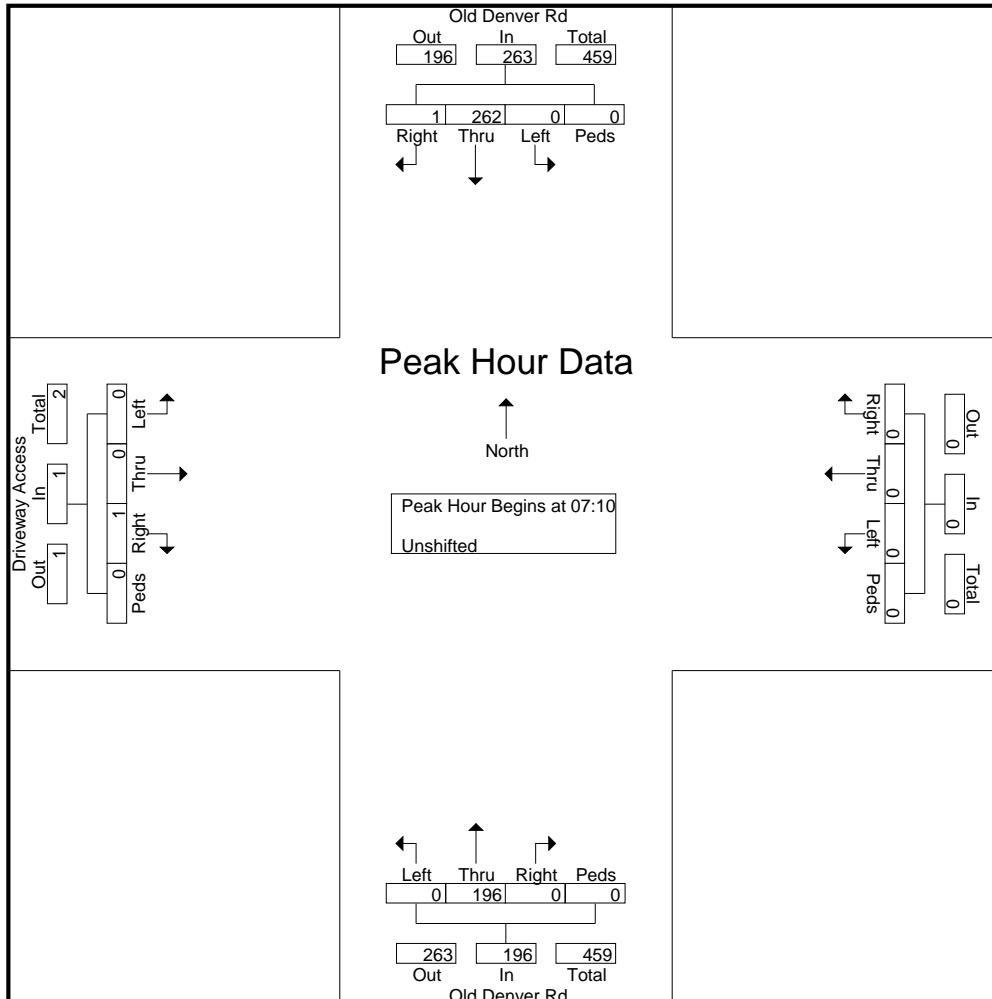 Old Denver Rd
Out In Total
196 263 459
1 262 0 0
Right Thru Left Peds
Peak Hour Data
North
Peak Hour Begins at 07:10
Unshifted
Driveway Access
Out In Total
1 1 2
Peds Right Thru Left
0 1 0 0
Out In Total
0 0 0
Right Thru Left Peds
0 0 0 0
Left Thru Right Peds
0 196 0 0
263 196 459
Out In Total
Old Denver Rd